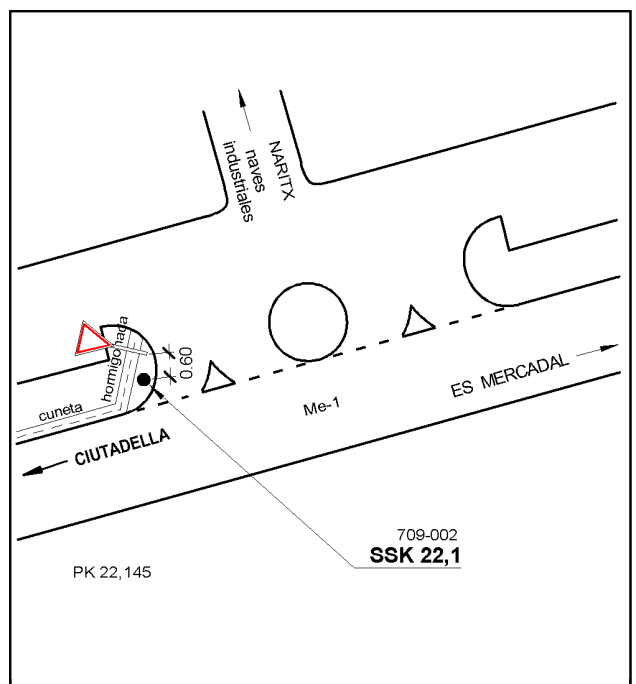 NARITX
naves
industriales
hormigonada
0.60
cuneta
CIUTADELLA
Me-1
ES MERCADAL
709-002
SSK 22,1
PK 22,145